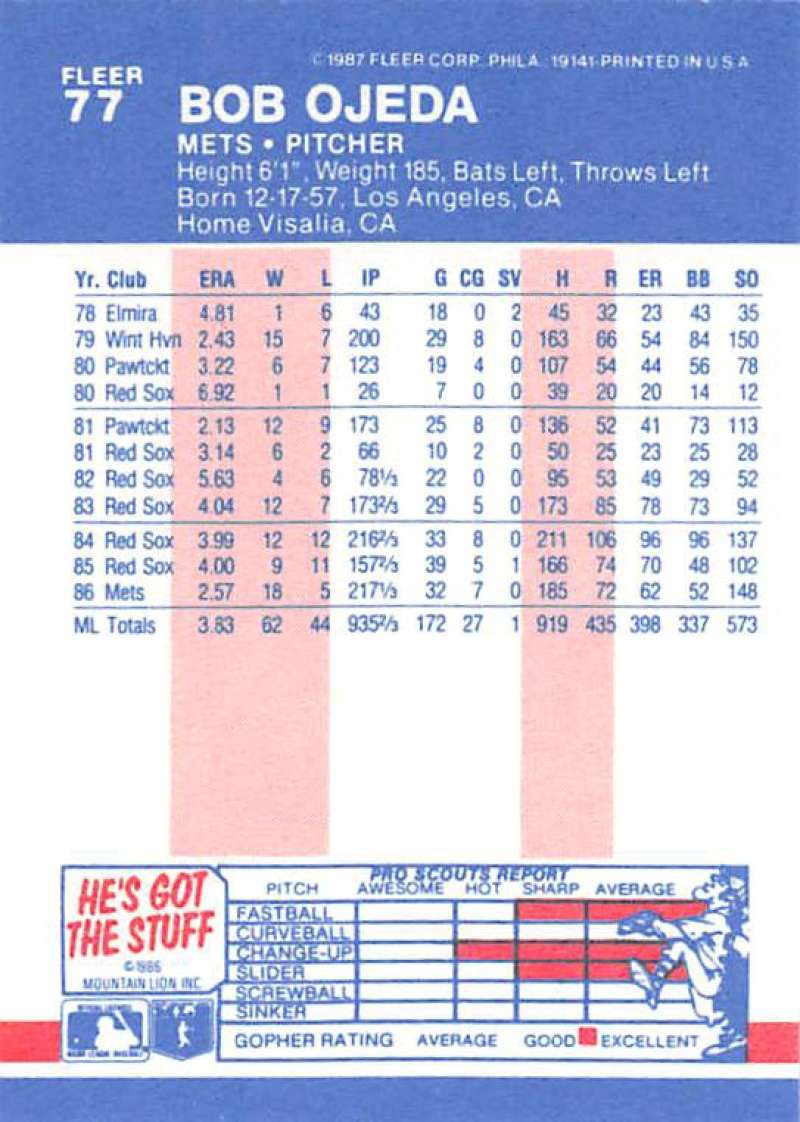 © 1987 FLEER CORP. PHILA. 19141-PRINTED IN U S A
FLEER
77 BOB OJEDA
METS • PITCHER
Height 6'1", Weight 185, Bats Left, Throws Left
Born 12-17-57, Los Angeles, CA
Home Visalia, CA
Yr. Club ERA W L IP G CG SV H R ER BB SO
78 Elmira 4.81 1 6 43 18 0 2 45 32 23 43 35
79 Wint Hvn 2.43 15 7 200 29 8 0 163 66 54 84 150
80 Pawtckt 3.22 6 7 123 19 4 0 107 54 44 56 78
80 Red Sox 6.92 1 1 26 7 0 0 39 20 20 14 12
81 Pawtckt 2.13 12 9 173 25 8 0 136 52 41 73 113
81 Red Sox 3.14 6 2 66 10 2 0 50 25 23 25 28
82 Red Sox 5.63 4 6 78⅓ 22 0 0 95 53 49 29 52
83 Red Sox 4.04 12 7 173⅔ 29 5 0 173 85 78 73 94
84 Red Sox 3.99 12 12 216⅔ 33 8 0 211 106 96 96 137
85 Red Sox 4.00 9 11 157⅔ 39 5 1 166 74 70 48 102
86 Mets 2.57 18 5 217⅓ 32 7 0 185 72 62 52 148
ML Totals 3.83 62 44 935⅔ 172 27 1 919 435 398 337 573
HE'S GOT
THE STUFF
© 1986
MOUNTAIN LION INC.
PRO SCOUTS REPORT
PITCH AWESOME HOT SHARP AVERAGE
FASTBALL
CURVEBALL
CHANGE-UP
SLIDER
SCREWBALL
SINKER
GOPHER RATING AVERAGE GOOD EXCELLENT
MAJOR LEAGUE BASEBALL